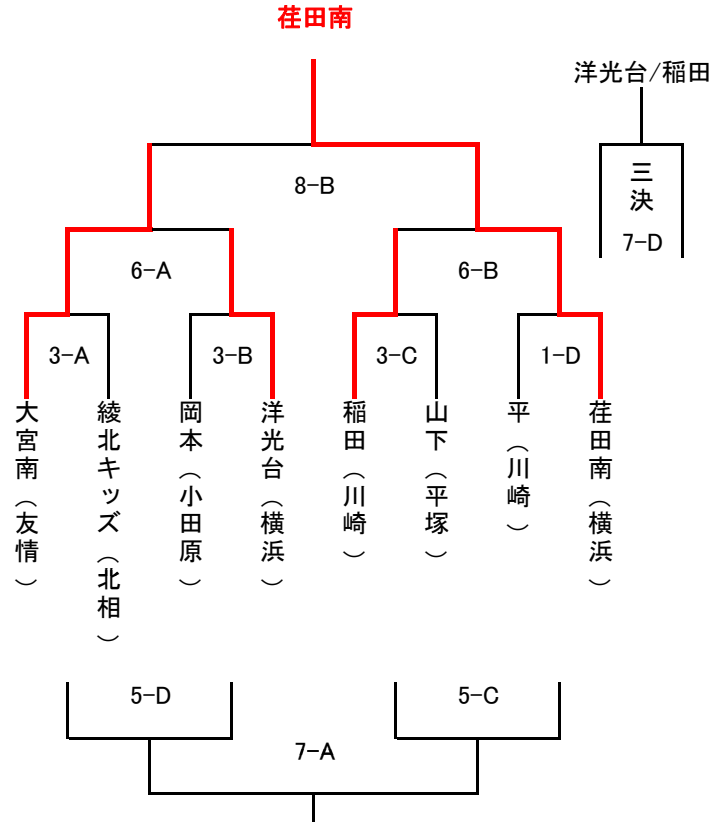 荏田南
洋光台/稲田
三決
7-D
8-B
6-A
6-B
3-A
3-B
3-C
1-D
大宮南（友情）
綾北キッズ（北相）
岡本（小田原）
洋光台（横浜）
稲田（川崎）
山下（平塚）
平（川崎）
荏田南（横浜）
5-D
5-C
7-A